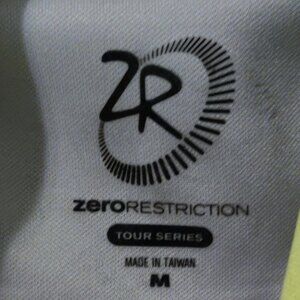 ZR
zeroRESTRICTION
TOUR SERIES
MADE IN TAIWAN
M